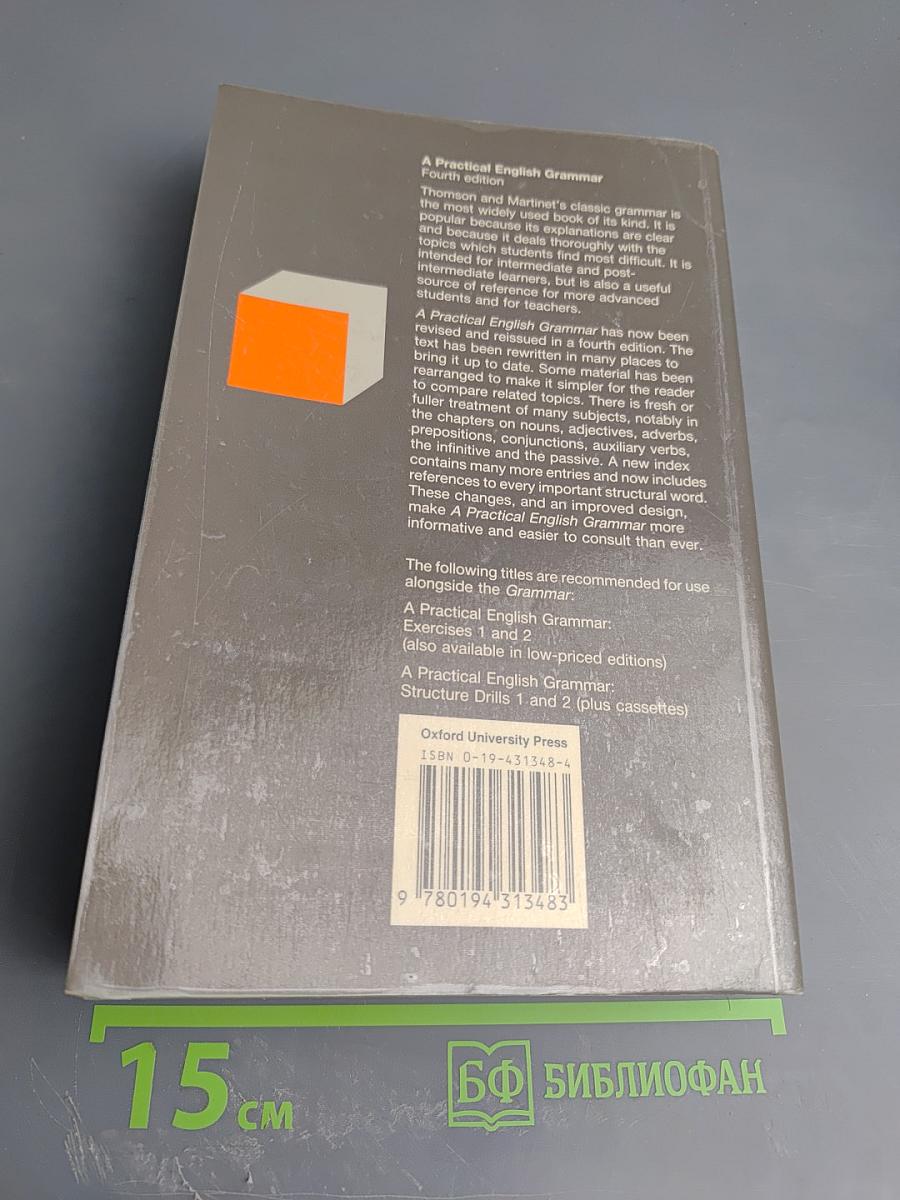 A Practical English Grammar
Fourth edition
Thomson and Martinet's classic grammar is
the most widely used book of its kind. It is
popular because its explanations are clear
and because it deals thoroughly with the
topics which students find most difficult. It is
intended for intermediate and post-
intermediate learners, but is also a useful
source of reference for more advanced
students and for teachers.
A Practical English Grammar has now been
revised and reissued in a fourth edition. The
text has been rewritten in many places to
bring it up to date. Some material has been
rearranged to make it simpler for the reader
to compare related topics. There is fresh or
fuller treatment of many subjects, notably in
the chapters on nouns, adjectives, adverbs,
prepositions, conjunctions, auxiliary verbs,
the infinitive and the passive. A new index
contains many more entries and now includes
references to every important structural word.
These changes, and an improved design,
make A Practical English Grammar more
informative and easier to consult than ever.
The following titles are recommended for use
alongside the Grammar:
A Practical English Grammar:
Exercises 1 and 2
(also available in low-priced editions)
A Practical English Grammar:
Structure Drills 1 and 2 (plus cassettes)
Oxford University Press
ISBN 0-19-431348-4
9 780194 313483
15 см
БФ БИБЛИОФАН